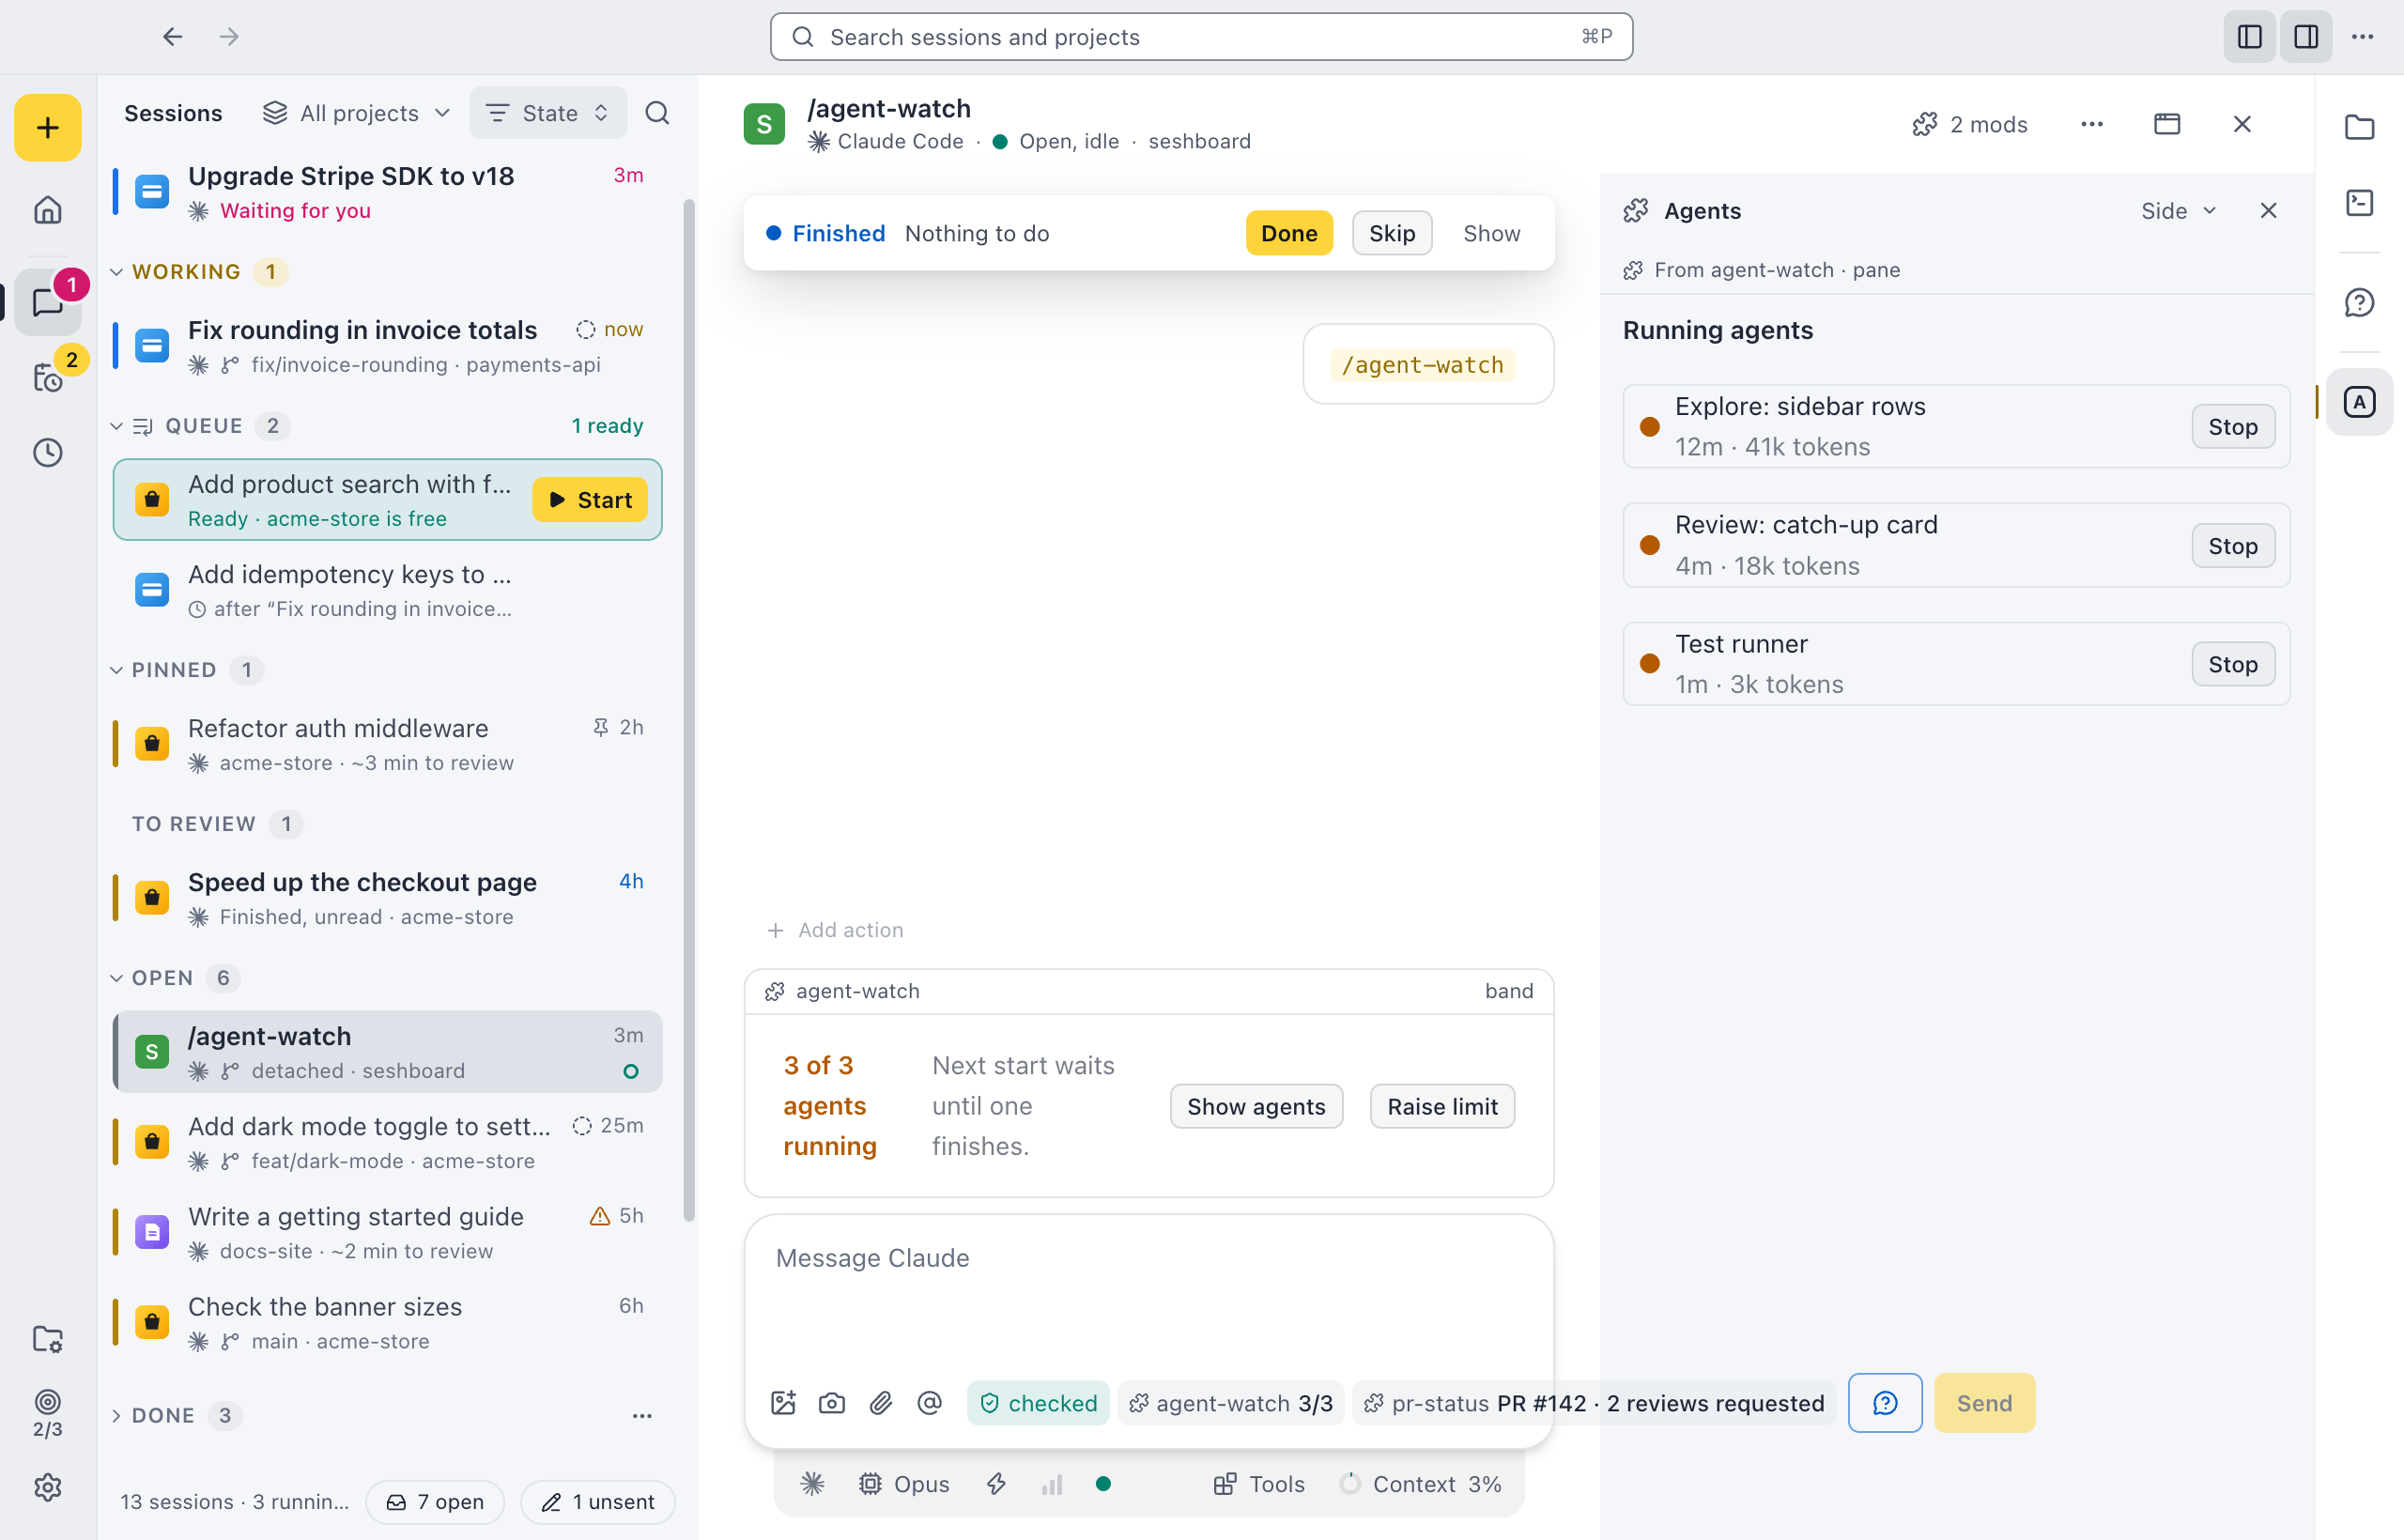 Search sessions and projects ⌘P
Sessions All projects State
Upgrade Stripe SDK to v18 3m
Waiting for you
WORKING 1
Fix rounding in invoice totals now
fix/invoice-rounding · payments-api
QUEUE 2 1 ready
Add product search with f...
Ready · acme-store is free
Start
Add idempotency keys to ...
after “Fix rounding in invoice...
PINNED 1
Refactor auth middleware 2h
acme-store · ~3 min to review
TO REVIEW 1
Speed up the checkout page 4h
Finished, unread · acme-store
OPEN 6
S
/agent-watch 3m
detached · seshboard
Add dark mode toggle to sett... 25m
feat/dark-mode · acme-store
Write a getting started guide 5h
docs-site · ~2 min to review
Check the banner sizes 6h
main · acme-store
DONE 3
13 sessions · 3 runnin... 7 open 1 unsent
1
2
2/3
S
/agent-watch
Claude Code · Open, idle · seshboard
2 mods
Finished Nothing to do Done Skip Show
/agent-watch
Add action
agent-watch band
3 of 3
agents
running
Next start waits
until one
finishes.
Show agents Raise limit
Message Claude
checked agent-watch 3/3 pr-status PR #142 · 2 reviews requested Send
Opus Tools Context 3%
Agents Side
From agent-watch · pane
Running agents
Explore: sidebar rows
12m · 41k tokens
Stop
Review: catch-up card
4m · 18k tokens
Stop
Test runner
1m · 3k tokens
Stop
A